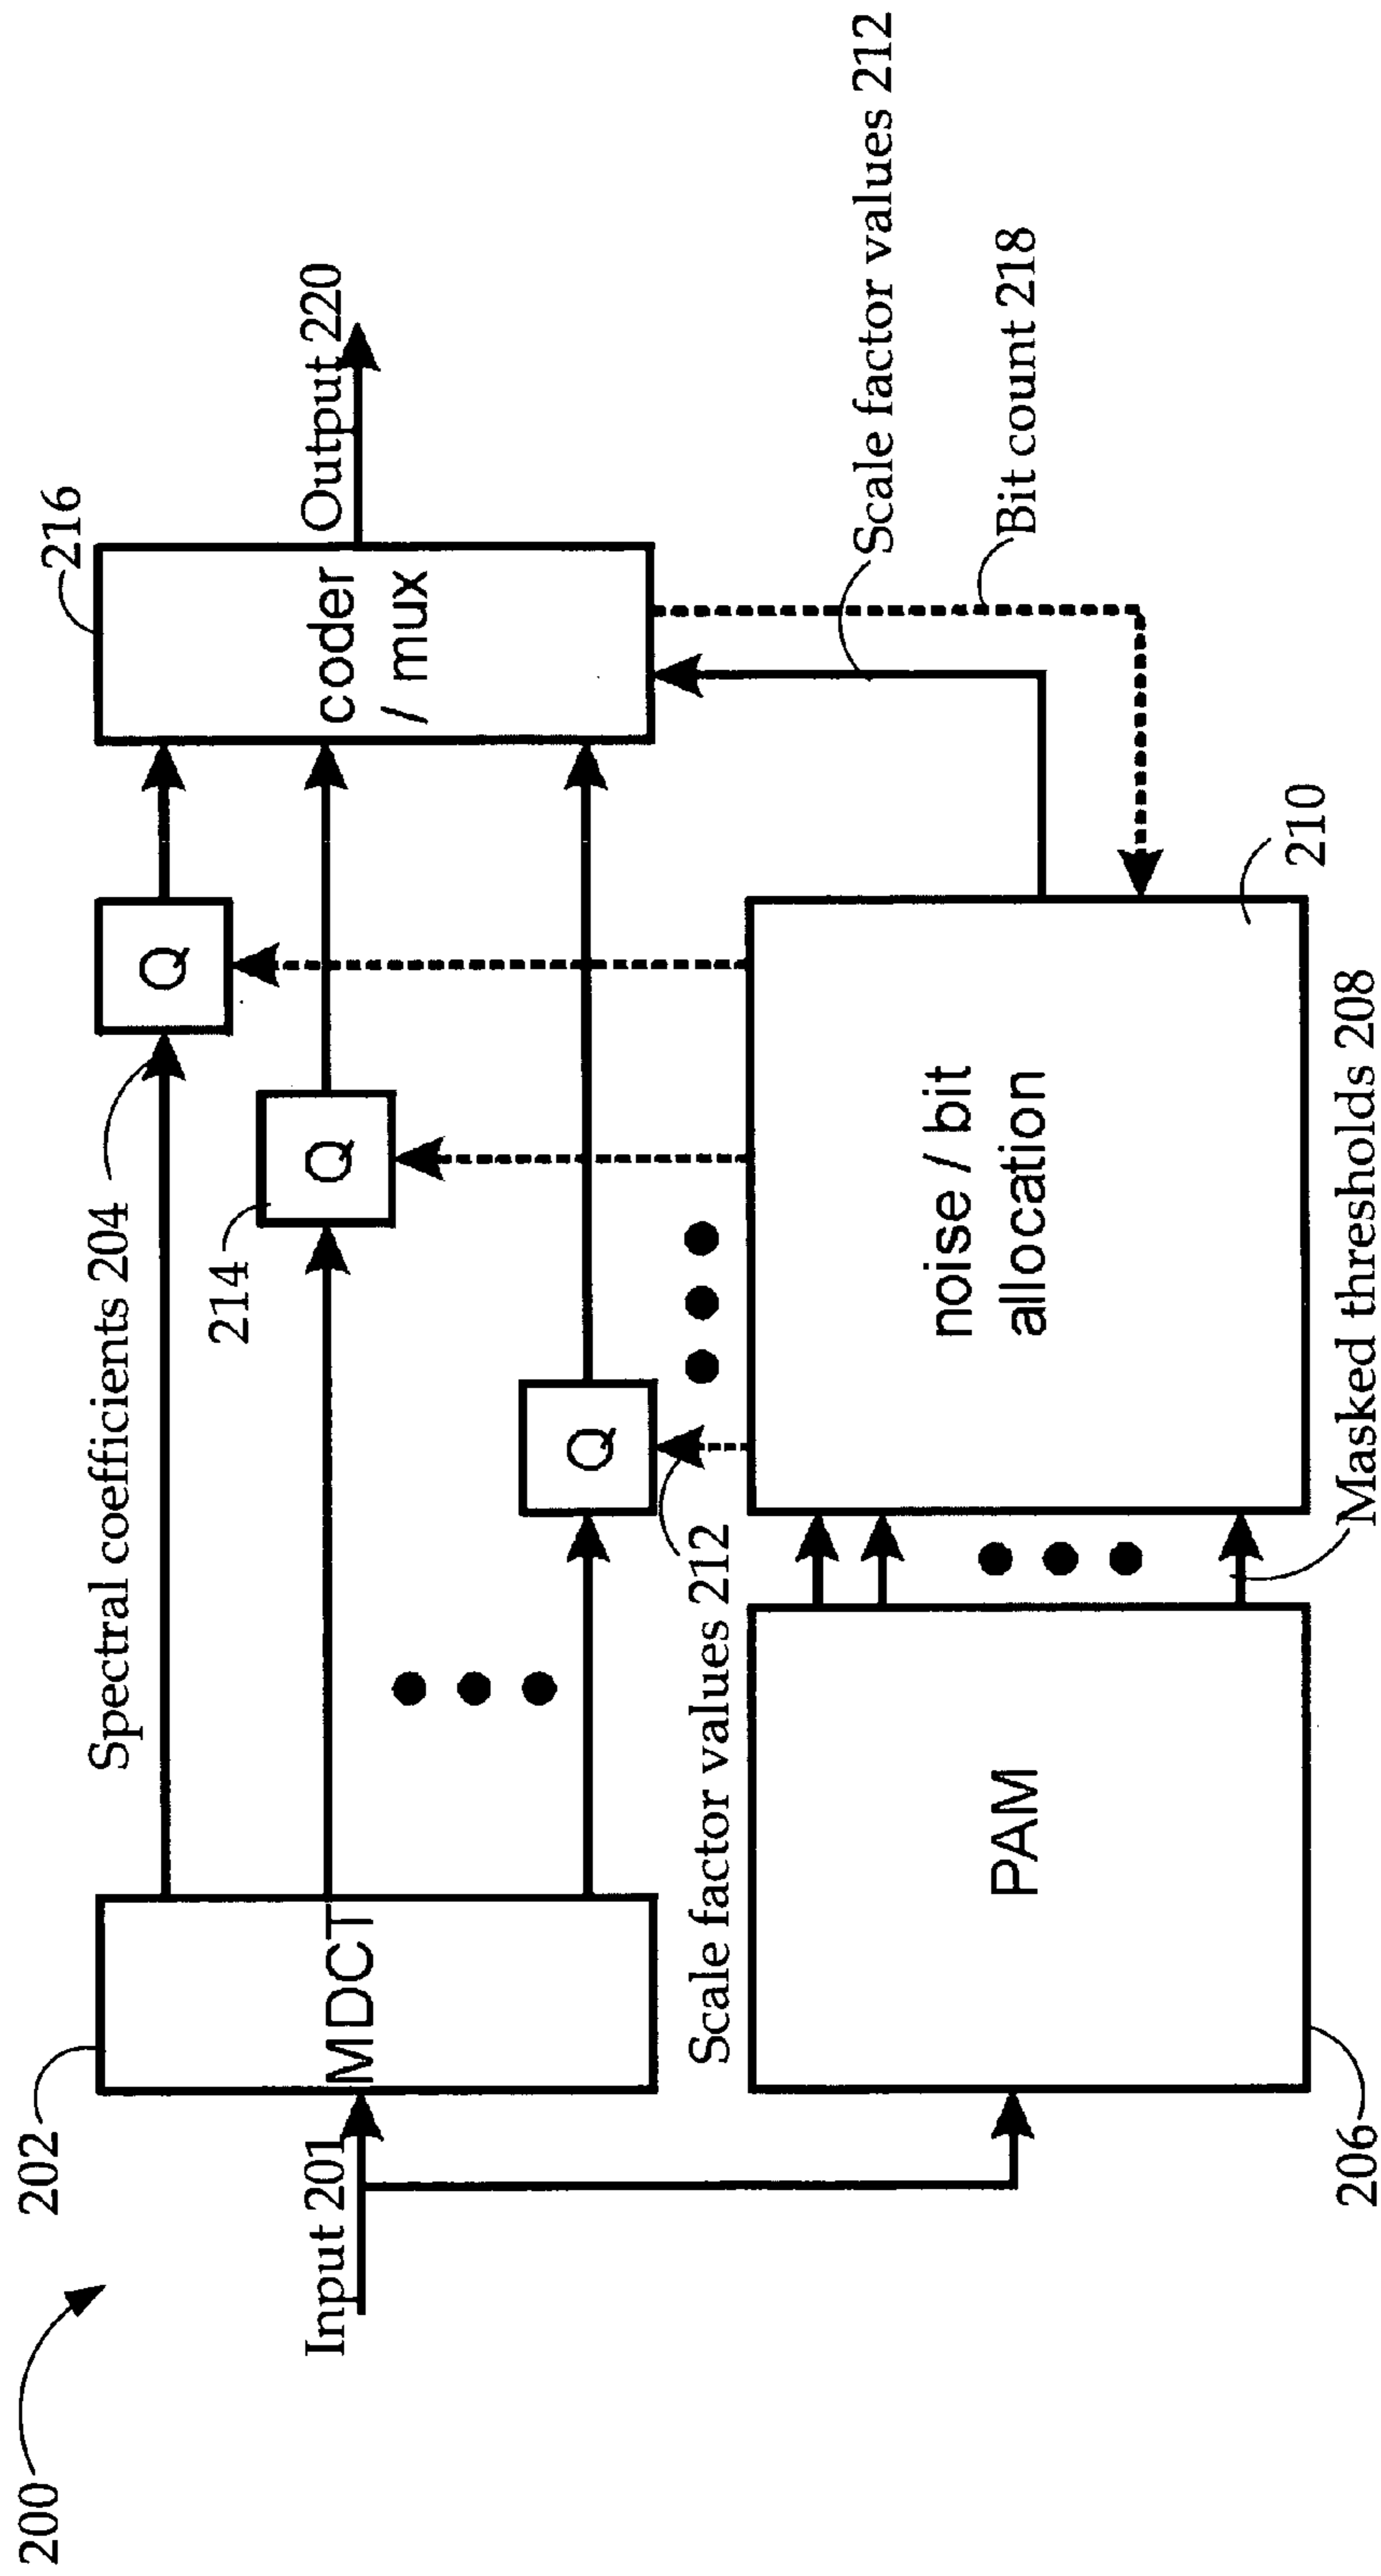 200
202
Input 201
MDCT
Spectral coefficients 204
214
Q
Q
Q
216
coder
/ mux
Output 220
Scale factor values 212
Scale factor values 212
Bit count 218
PAM
206
noise / bit
allocation
210
Masked thresholds 208